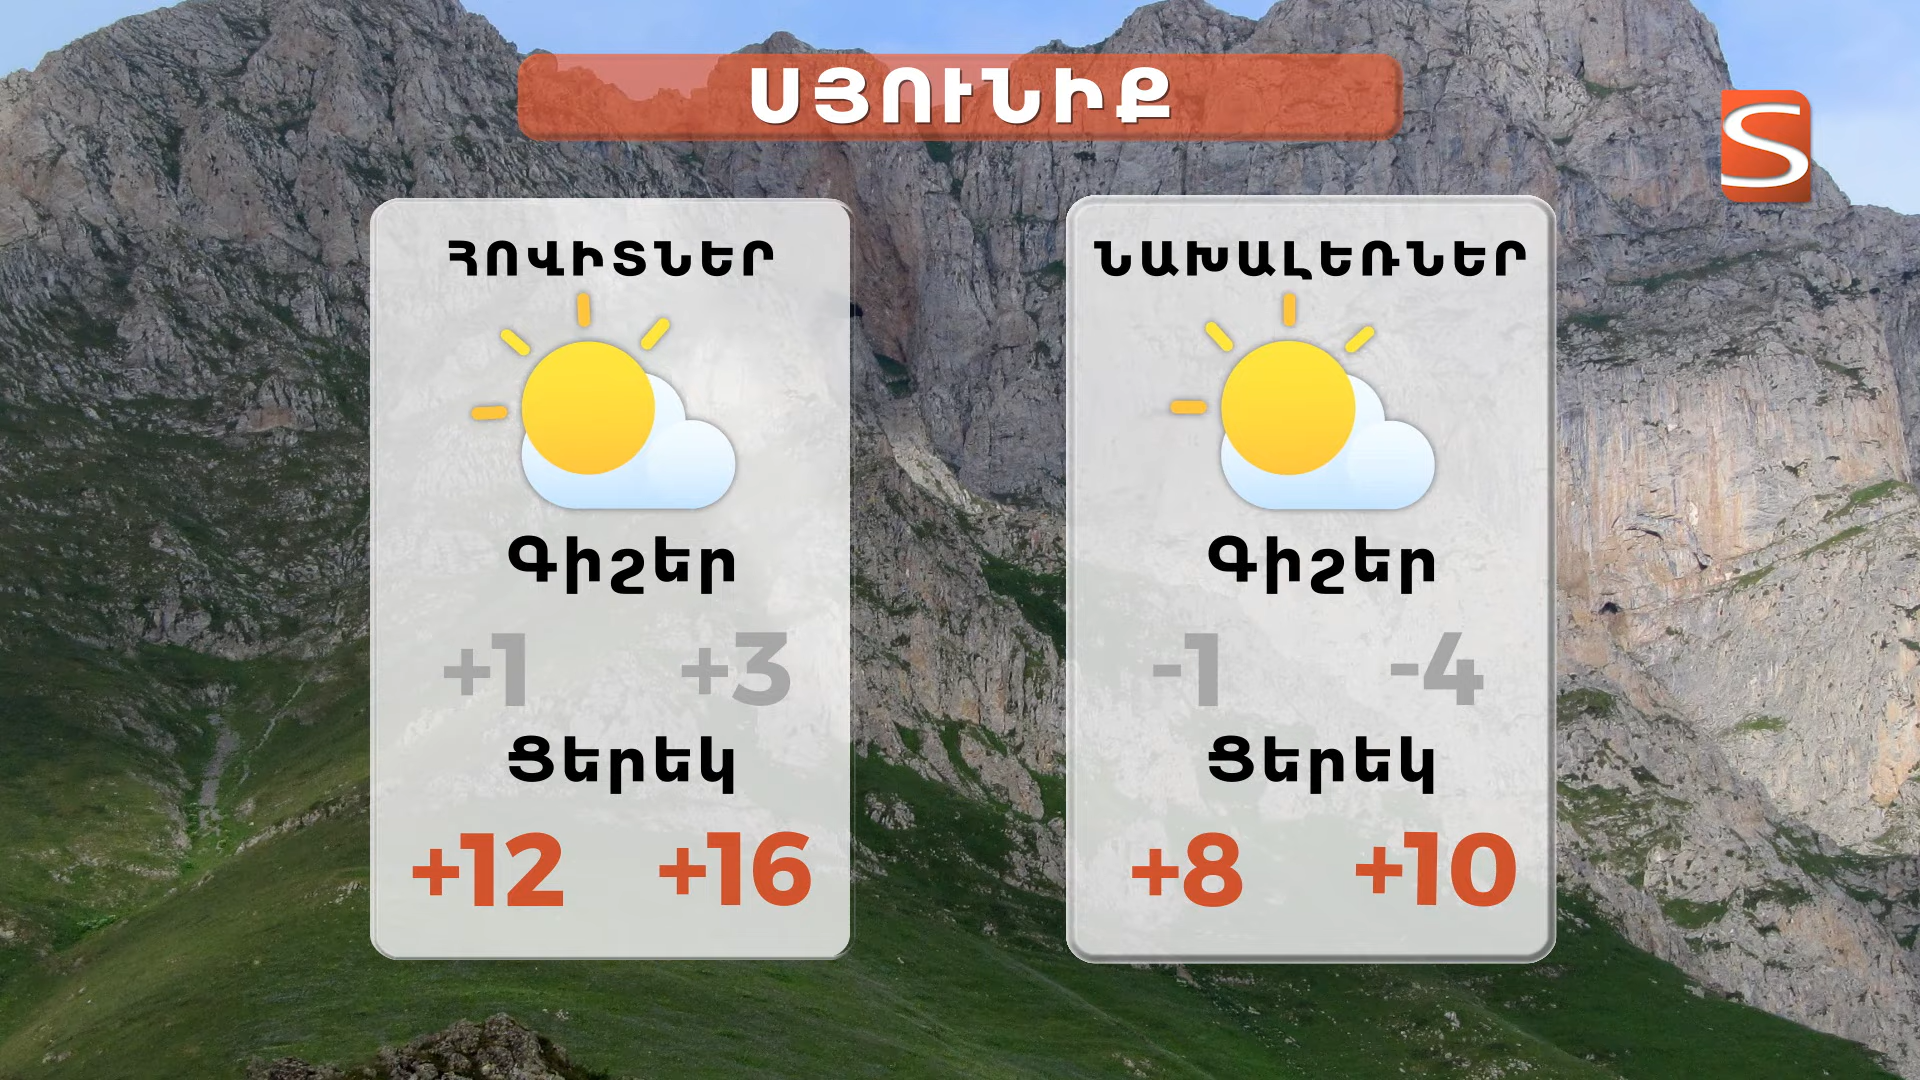 ՍՅՈՒՆԻՔ
S
ՀՈՎԻՏՆԵՐ
Գիշեր
+1 +3
Ցերեկ
+12 +16
ՆԱԽԱԼԵՌՆԵՐ
Գիշեր
-1 -4
Ցերեկ
+8 +10